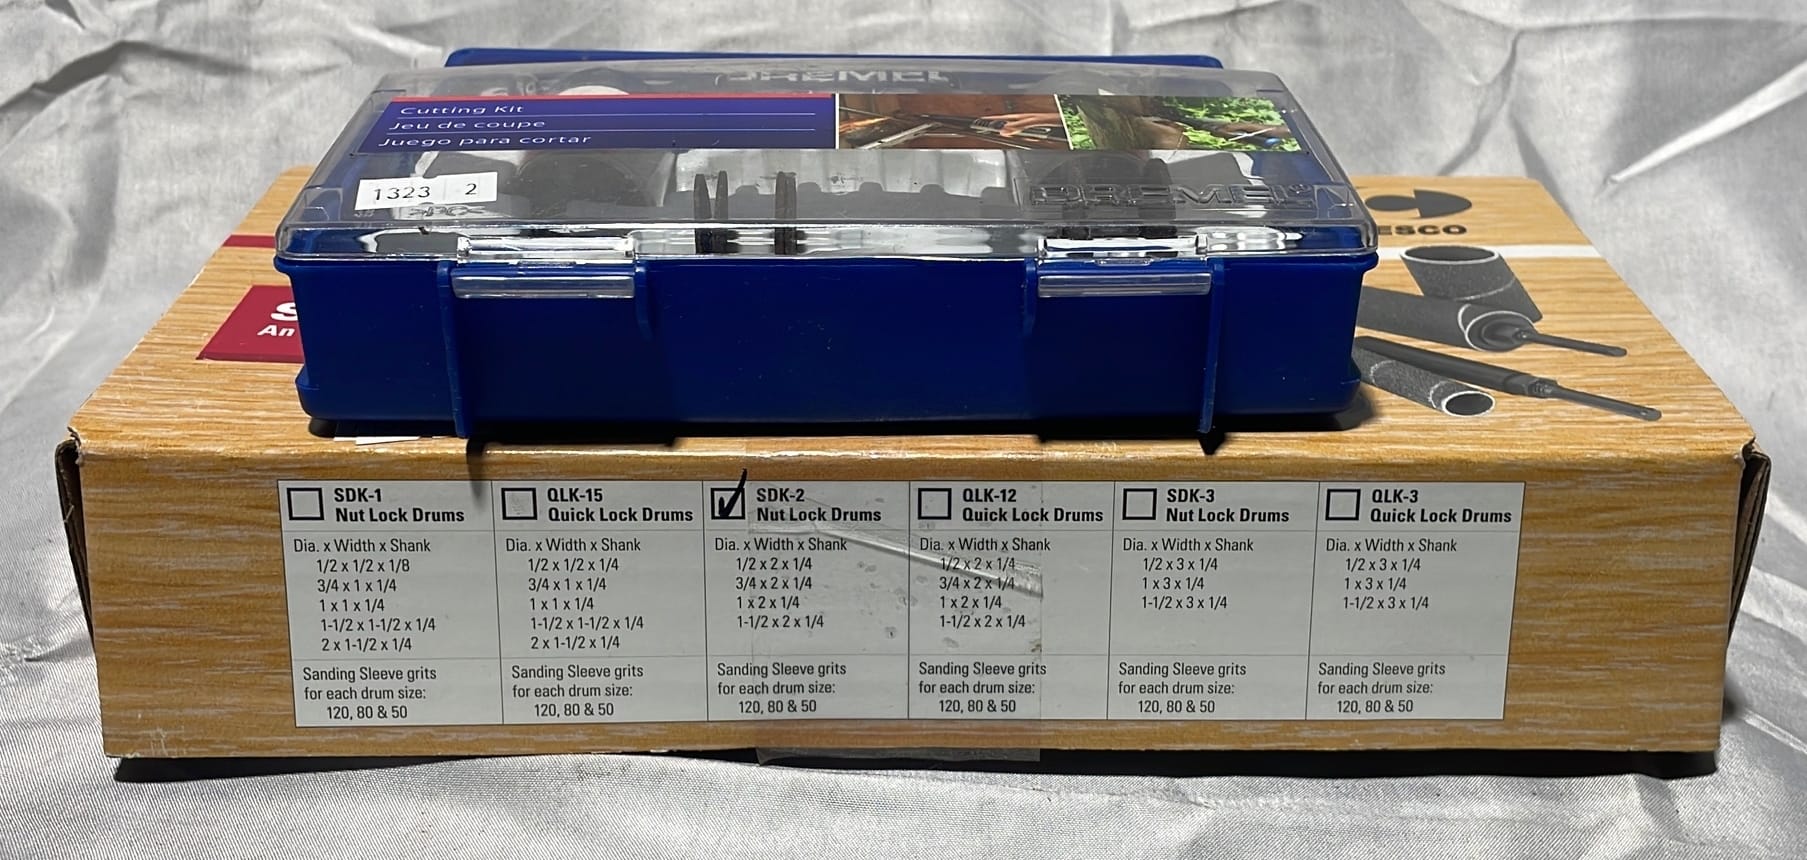 DREMEL
Cutting Kit
Jeu de coupe
Juego para cortar
1323 2
DREMEL®
ESCO
S
An
SDK-1
Nut Lock Drums
Dia. x Width x Shank
1/2 x 1/2 x 1/8
3/4 x 1 x 1/4
1 x 1 x 1/4
1-1/2 x 1-1/2 x 1/4
2 x 1-1/2 x 1/4
Sanding Sleeve grits
for each drum size:
120, 80 & 50
QLK-15
Quick Lock Drums
Dia. x Width x Shank
1/2 x 1/2 x 1/4
3/4 x 1 x 1/4
1 x 1 x 1/4
1-1/2 x 1-1/2 x 1/4
2 x 1-1/2 x 1/4
Sanding Sleeve grits
for each drum size:
120, 80 & 50
SDK-2
Nut Lock Drums
Dia. x Width x Shank
1/2 x 2 x 1/4
3/4 x 2 x 1/4
1 x 2 x 1/4
1-1/2 x 2 x 1/4
Sanding Sleeve grits
for each drum size:
120, 80 & 50
QLK-12
Quick Lock Drums
Dia. x Width x Shank
1/2 x 2 x 1/4
3/4 x 2 x 1/4
1 x 2 x 1/4
1-1/2 x 2 x 1/4
Sanding Sleeve grits
for each drum size:
120, 80 & 50
SDK-3
Nut Lock Drums
Dia. x Width x Shank
1/2 x 3 x 1/4
1 x 3 x 1/4
1-1/2 x 3 x 1/4
Sanding Sleeve grits
for each drum size:
120, 80 & 50
QLK-3
Quick Lock Drums
Dia. x Width x Shank
1/2 x 3 x 1/4
1 x 3 x 1/4
1-1/2 x 3 x 1/4
Sanding Sleeve grits
for each drum size:
120, 80 & 50